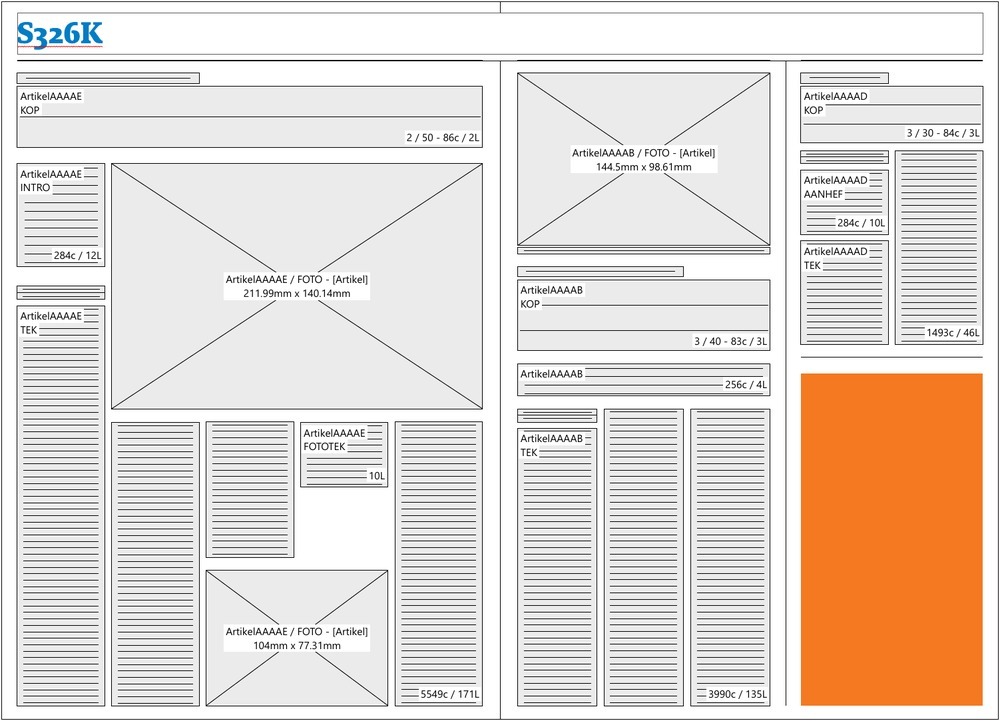 S326K
ArtikelAAAAE
KOP
2 / 50 - 86c / 2L
ArtikelAAAAE
INTRO
284c / 12L
ArtikelAAAAE / FOTO - [Artikel]
211.99mm x 140.14mm
ArtikelAAAAE
TEK
ArtikelAAAAE
FOTOTEK
10L
ArtikelAAAAE / FOTO - [Artikel]
104mm x 77.31mm
5549c / 171L
ArtikelAAAAB / FOTO - [Artikel]
144.5mm x 98.61mm
ArtikelAAAAB
KOP
3 / 40 - 83c / 3L
ArtikelAAAAB
256c / 4L
ArtikelAAAAB
TEK
3990c / 135L
ArtikelAAAAD
KOP
3 / 30 - 84c / 3L
ArtikelAAAAD
AANHEF
284c / 10L
ArtikelAAAAD
TEK
1493c / 46L